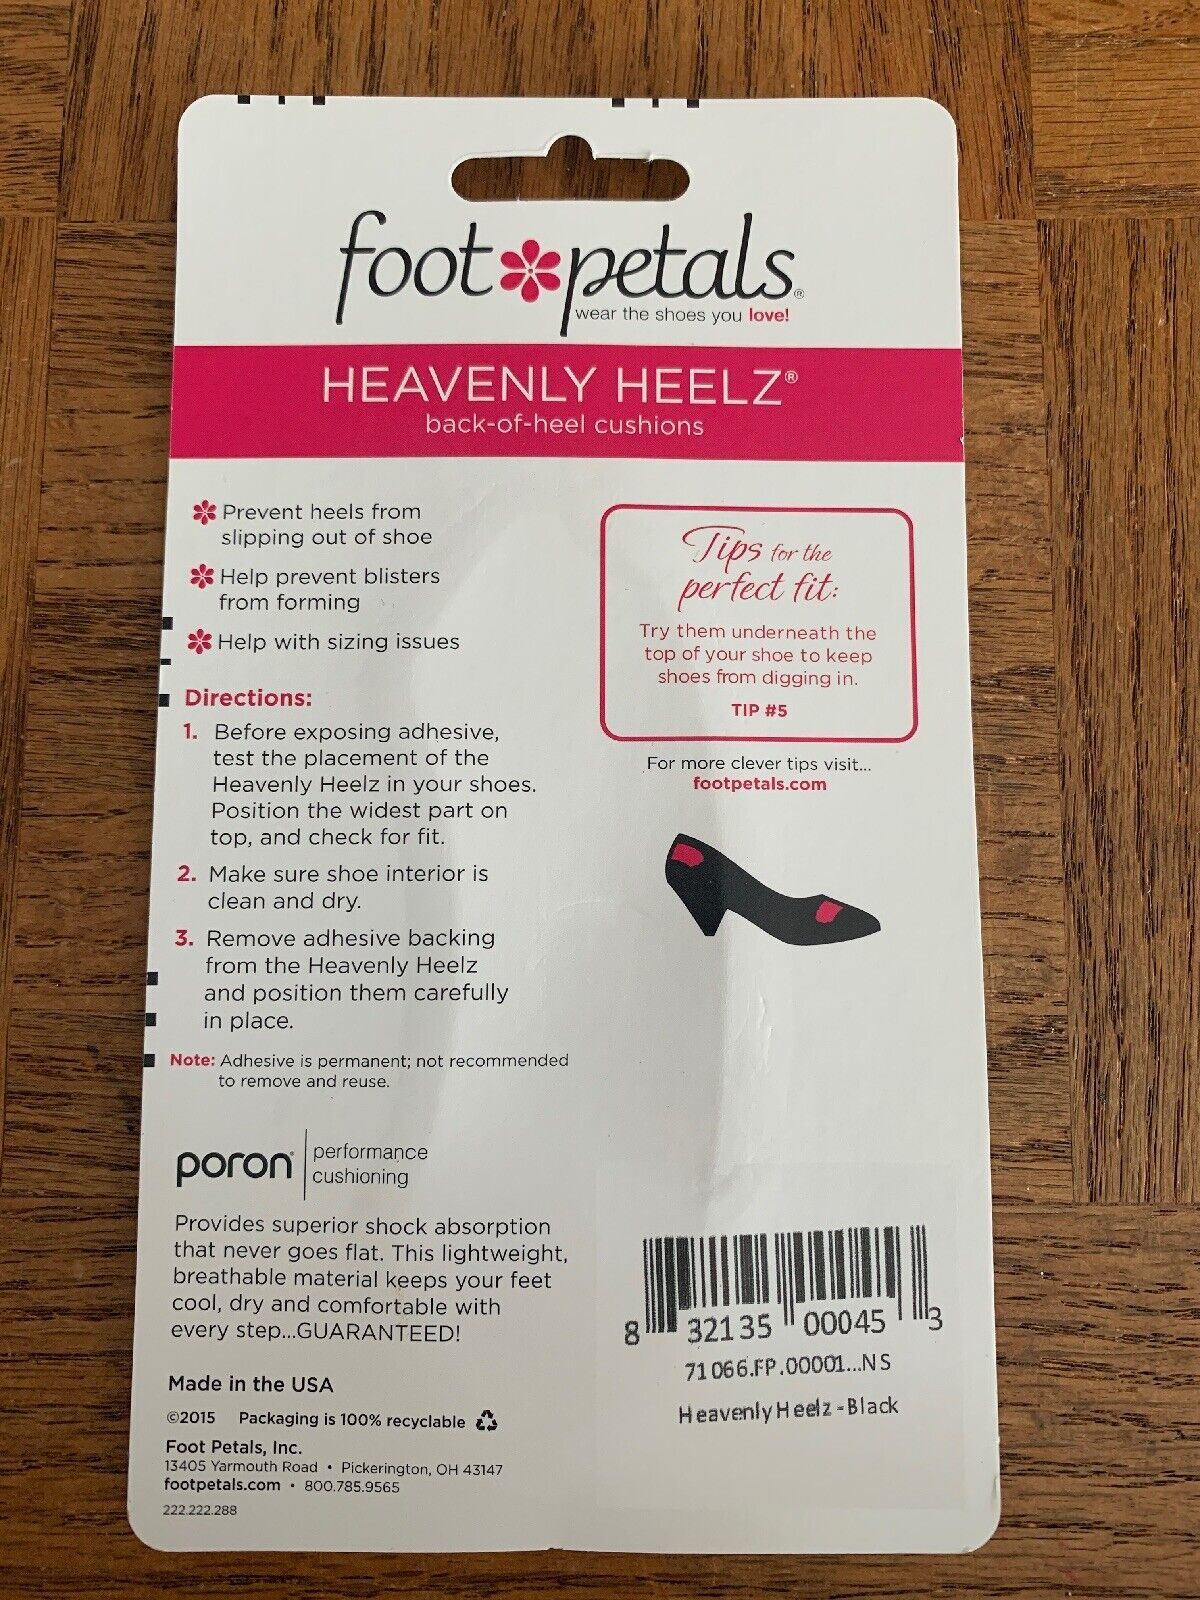 foot petals®
wear the shoes you love!
HEAVENLY HEELZ®
back-of-heel cushions
Prevent heels from
slipping out of shoe
Help prevent blisters
from forming
Help with sizing issues
Directions:
1. Before exposing adhesive,
test the placement of the
Heavenly Heelz in your shoes.
Position the widest part on
top, and check for fit.
2. Make sure shoe interior is
clean and dry.
3. Remove adhesive backing
from the Heavenly Heelz
and position them carefully
in place.
Note: Adhesive is permanent; not recommended
to remove and reuse.
Tips for the
perfect fit:
Try them underneath the
top of your shoe to keep
shoes from digging in.
TIP #5
For more clever tips visit...
footpetals.com
poron®
performance
cushioning
Provides superior shock absorption
that never goes flat. This lightweight,
breathable material keeps your feet
cool, dry and comfortable with
every step...GUARANTEED!
Made in the USA
©2015 Packaging is 100% recyclable
Foot Petals, Inc.
13405 Yarmouth Road • Pickerington, OH 43147
footpetals.com • 800.785.9565
222.222.288
8 32135 00045 3
71066.FP.00001...NS
Heavenly Heelz - Black